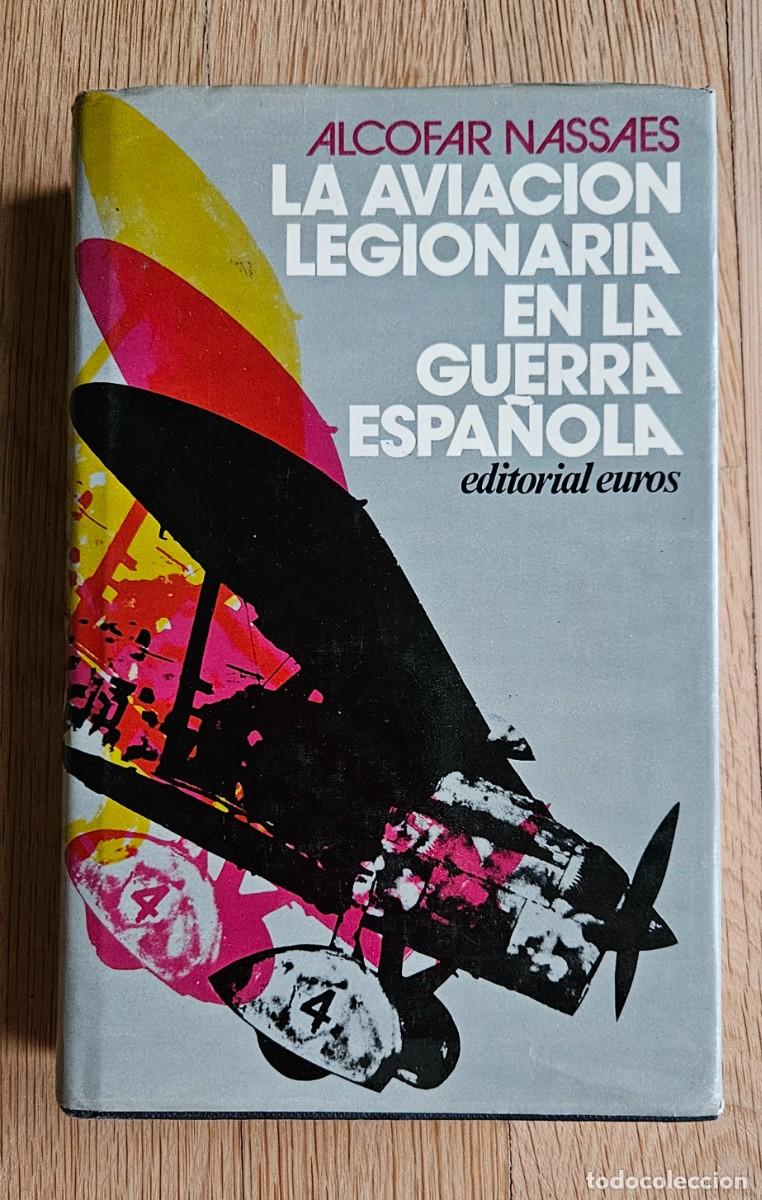 ALCOFAR NASSAES
LA AVIACION
LEGIONARIA
EN LA
GUERRA
ESPAÑOLA
editorial euros
4
4
todocoleccion